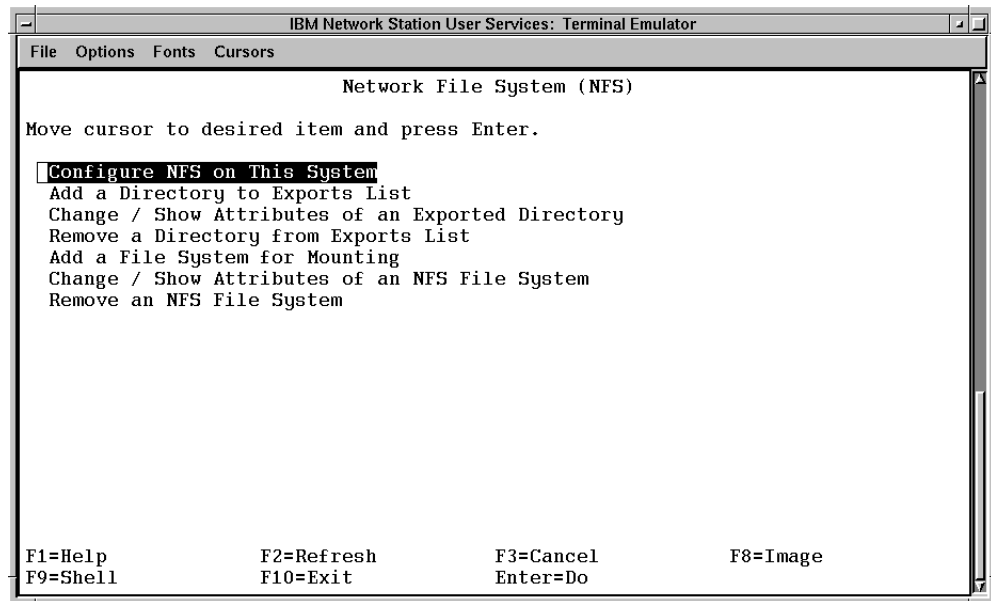 IBM Network Station User Services: Terminal Emulator
File Options Fonts Cursors
Network File System (NFS)
Move cursor to desired item and press Enter.
Configure NFS on This System
Add a Directory to Exports List
Change / Show Attributes of an Exported Directory
Remove a Directory from Exports List
Add a File System for Mounting
Change / Show Attributes of an NFS File System
Remove an NFS File System
F1=Help F2=Refresh F3=Cancel F8=Image
F9=Shell F10=Exit Enter=Do